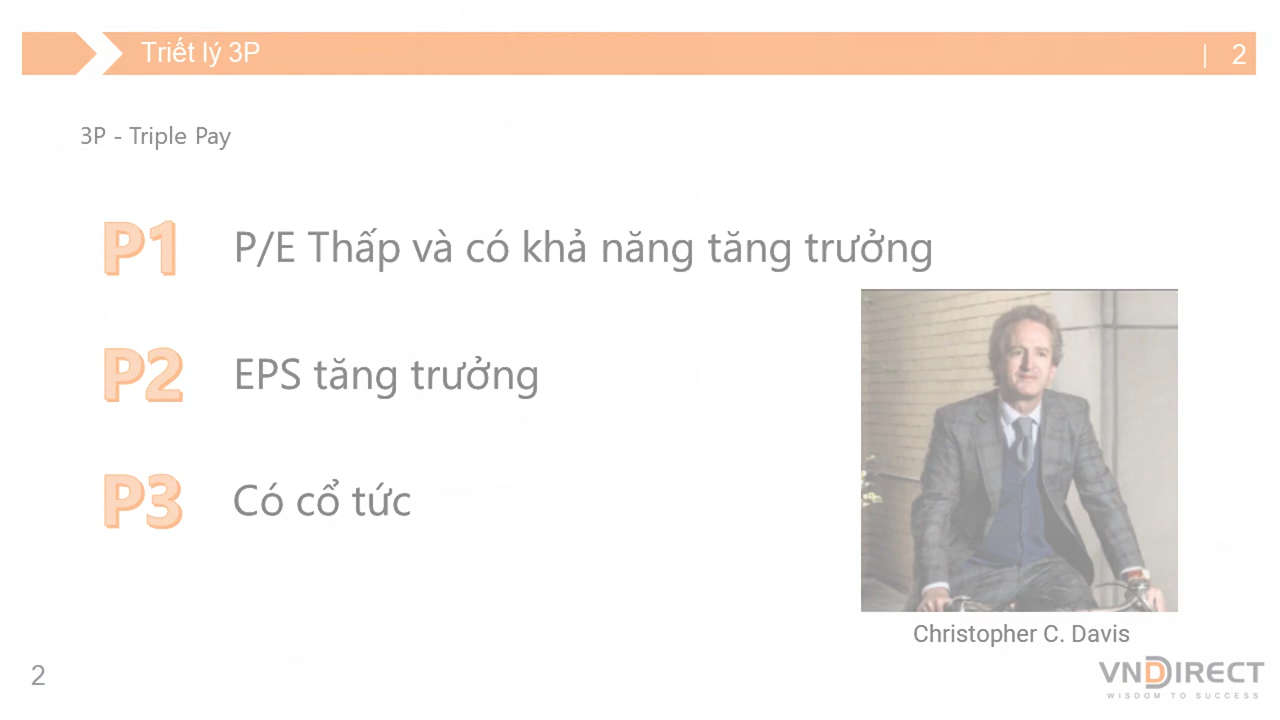 Triết lý 3P
| 2
3P - Triple Pay
P1 P/E Thấp và có khả năng tăng trưởng
P2 EPS tăng trưởng
P3 Có cổ tức
Christopher C. Davis
2
VNDIRECT
WISDOM TO SUCCESS